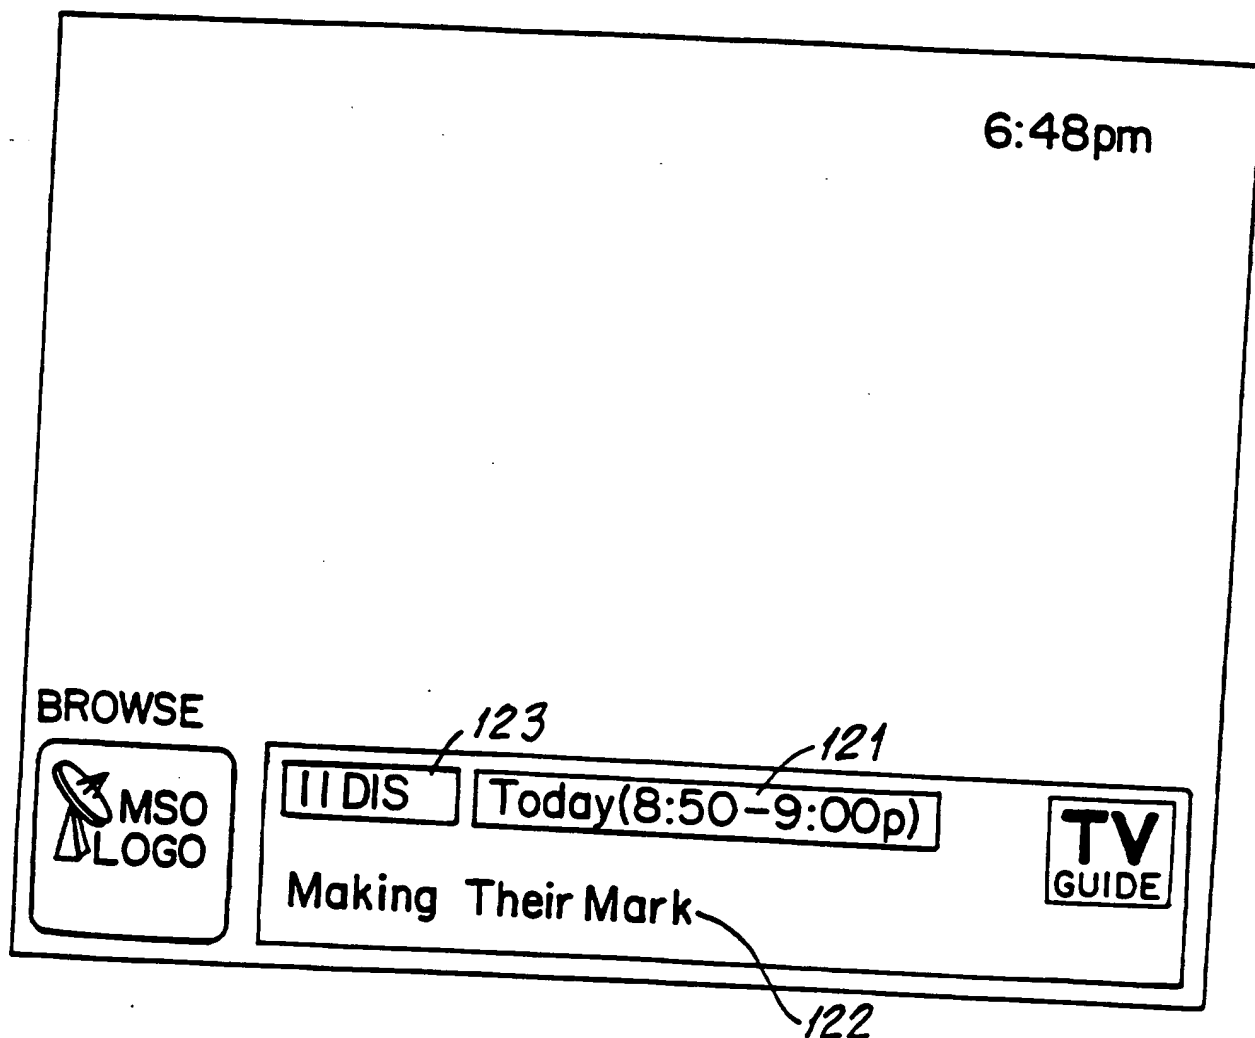 6:48pm
BROWSE
123
121
MSO
LOGO
11 DIS
Today(8:50-9:00p)
TV
GUIDE
Making Their Mark
122